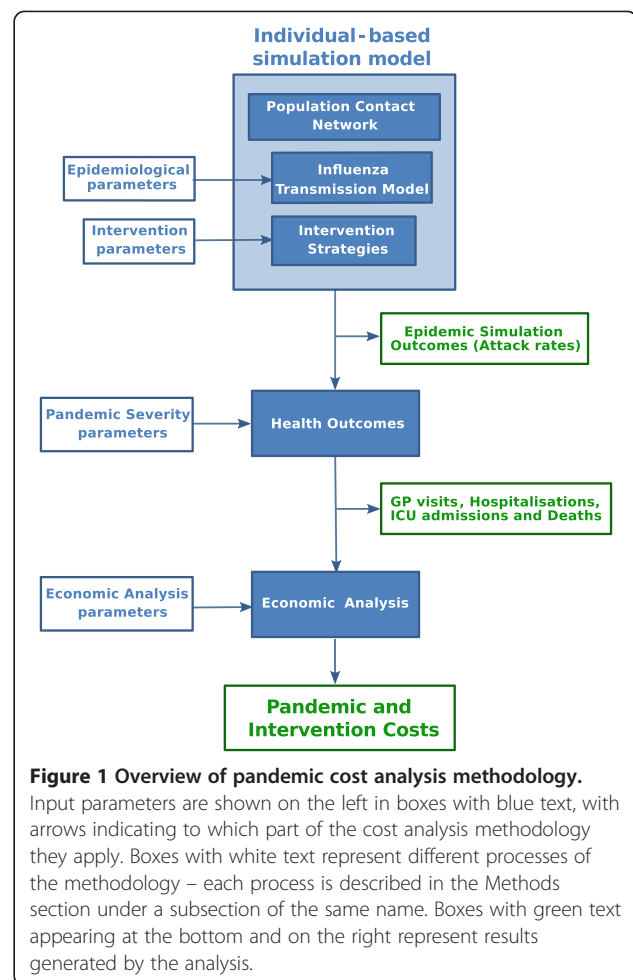 Individual-based
simulation model
Population Contact
Network
Epidemiological
parameters
Influenza
Transmission Model
Intervention
parameters
Intervention
Strategies
Epidemic Simulation
Outcomes (Attack rates)
Pandemic Severity
parameters
Health Outcomes
GP visits, Hospitalisations,
ICU admissions and Deaths
Economic Analysis
parameters
Economic Analysis
Pandemic and
Intervention Costs
Figure 1 Overview of pandemic cost analysis methodology.
Input parameters are shown on the left in boxes with blue text, with
arrows indicating to which part of the cost analysis methodology
they apply. Boxes with white text represent different processes of
the methodology – each process is described in the Methods
section under a subsection of the same name. Boxes with green text
appearing at the bottom and on the right represent results
generated by the analysis.